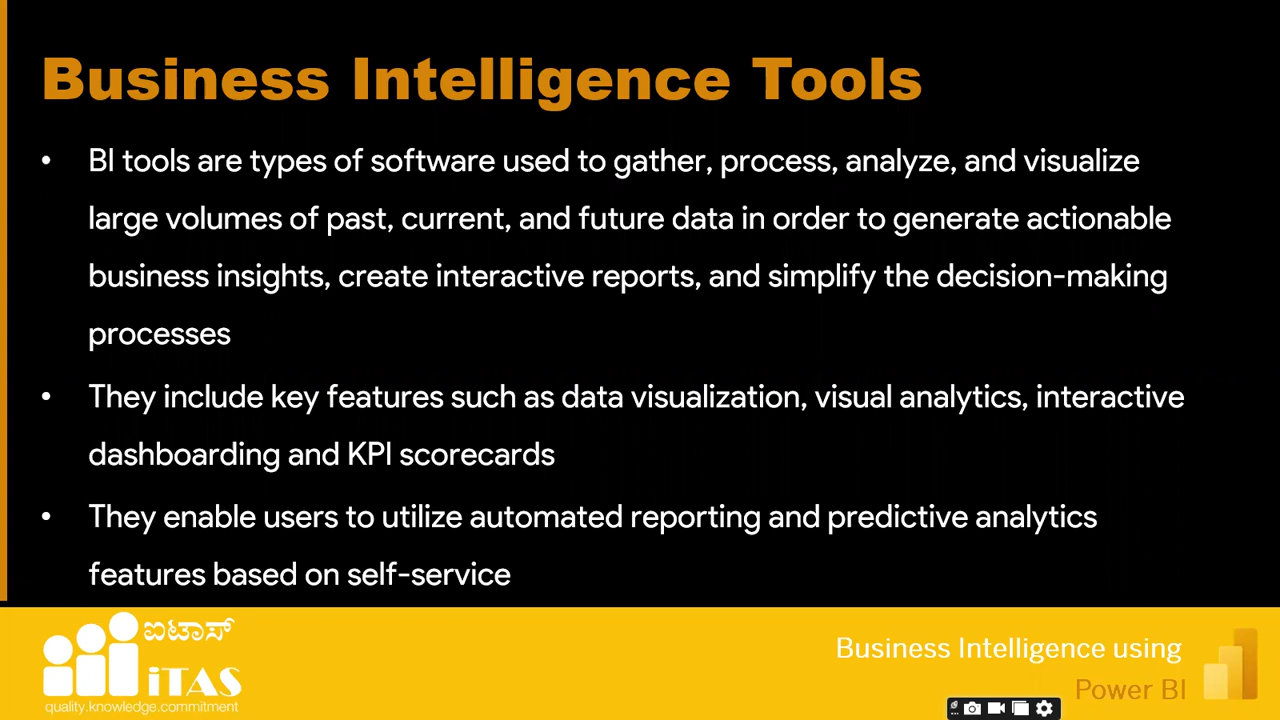 Business Intelligence Tools
• BI tools are types of software used to gather, process, analyze, and visualize
large volumes of past, current, and future data in order to generate actionable
business insights, create interactive reports, and simplify the decision-making
processes
• They include key features such as data visualization, visual analytics, interactive
dashboarding and KPI scorecards
• They enable users to utilize automated reporting and predictive analytics
features based on self-service
ಐಟಾಸ್
iTAS
quality.knowledge.commitment
Business Intelligence using
Power BI